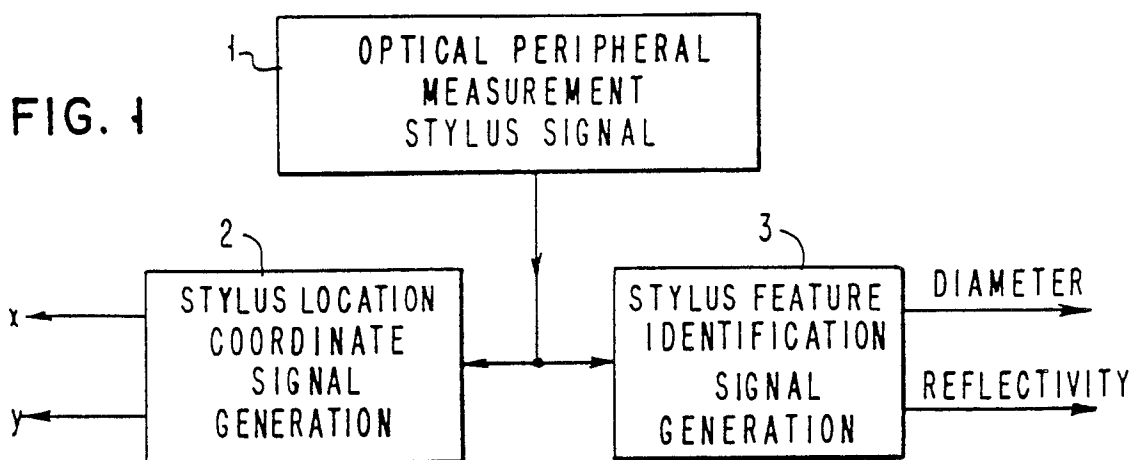 1
OPTICAL PERIPHERAL
MEASUREMENT
STYLUS SIGNAL
FIG. 1
2
3
STYLUS LOCATION
COORDINATE
SIGNAL
GENERATION
x
y
STYLUS FEATURE
IDENTIFICATION
SIGNAL
GENERATION
DIAMETER
REFLECTIVITY